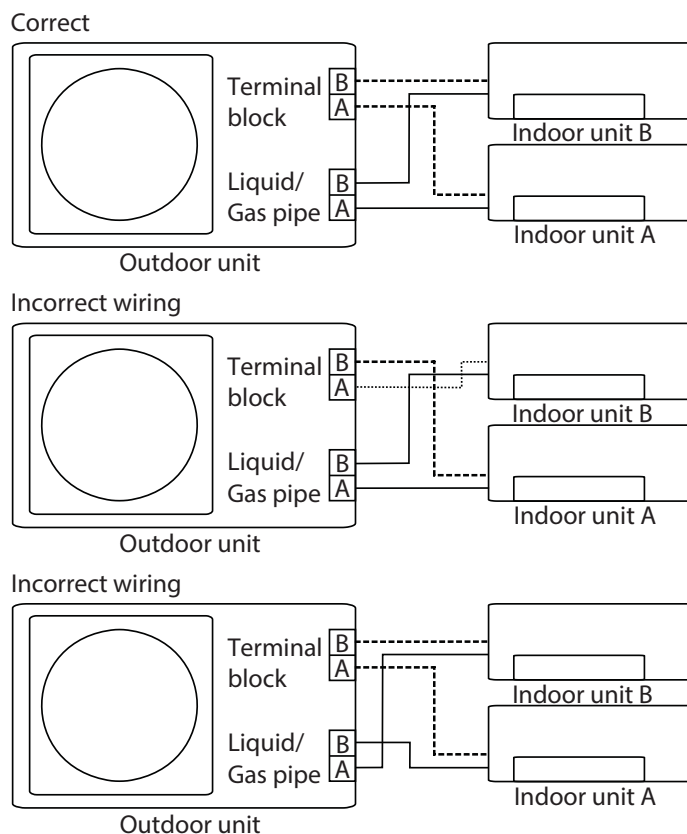 Correct
Terminal B
block A
Indoor unit B
Liquid/ B
Gas pipe A
Indoor unit A
Outdoor unit
Incorrect wiring
Terminal B
block A
Indoor unit B
Liquid/ B
Gas pipe A
Indoor unit A
Outdoor unit
Incorrect wiring
Terminal B
block A
Indoor unit B
Liquid/ B
Gas pipe A
Indoor unit A
Outdoor unit